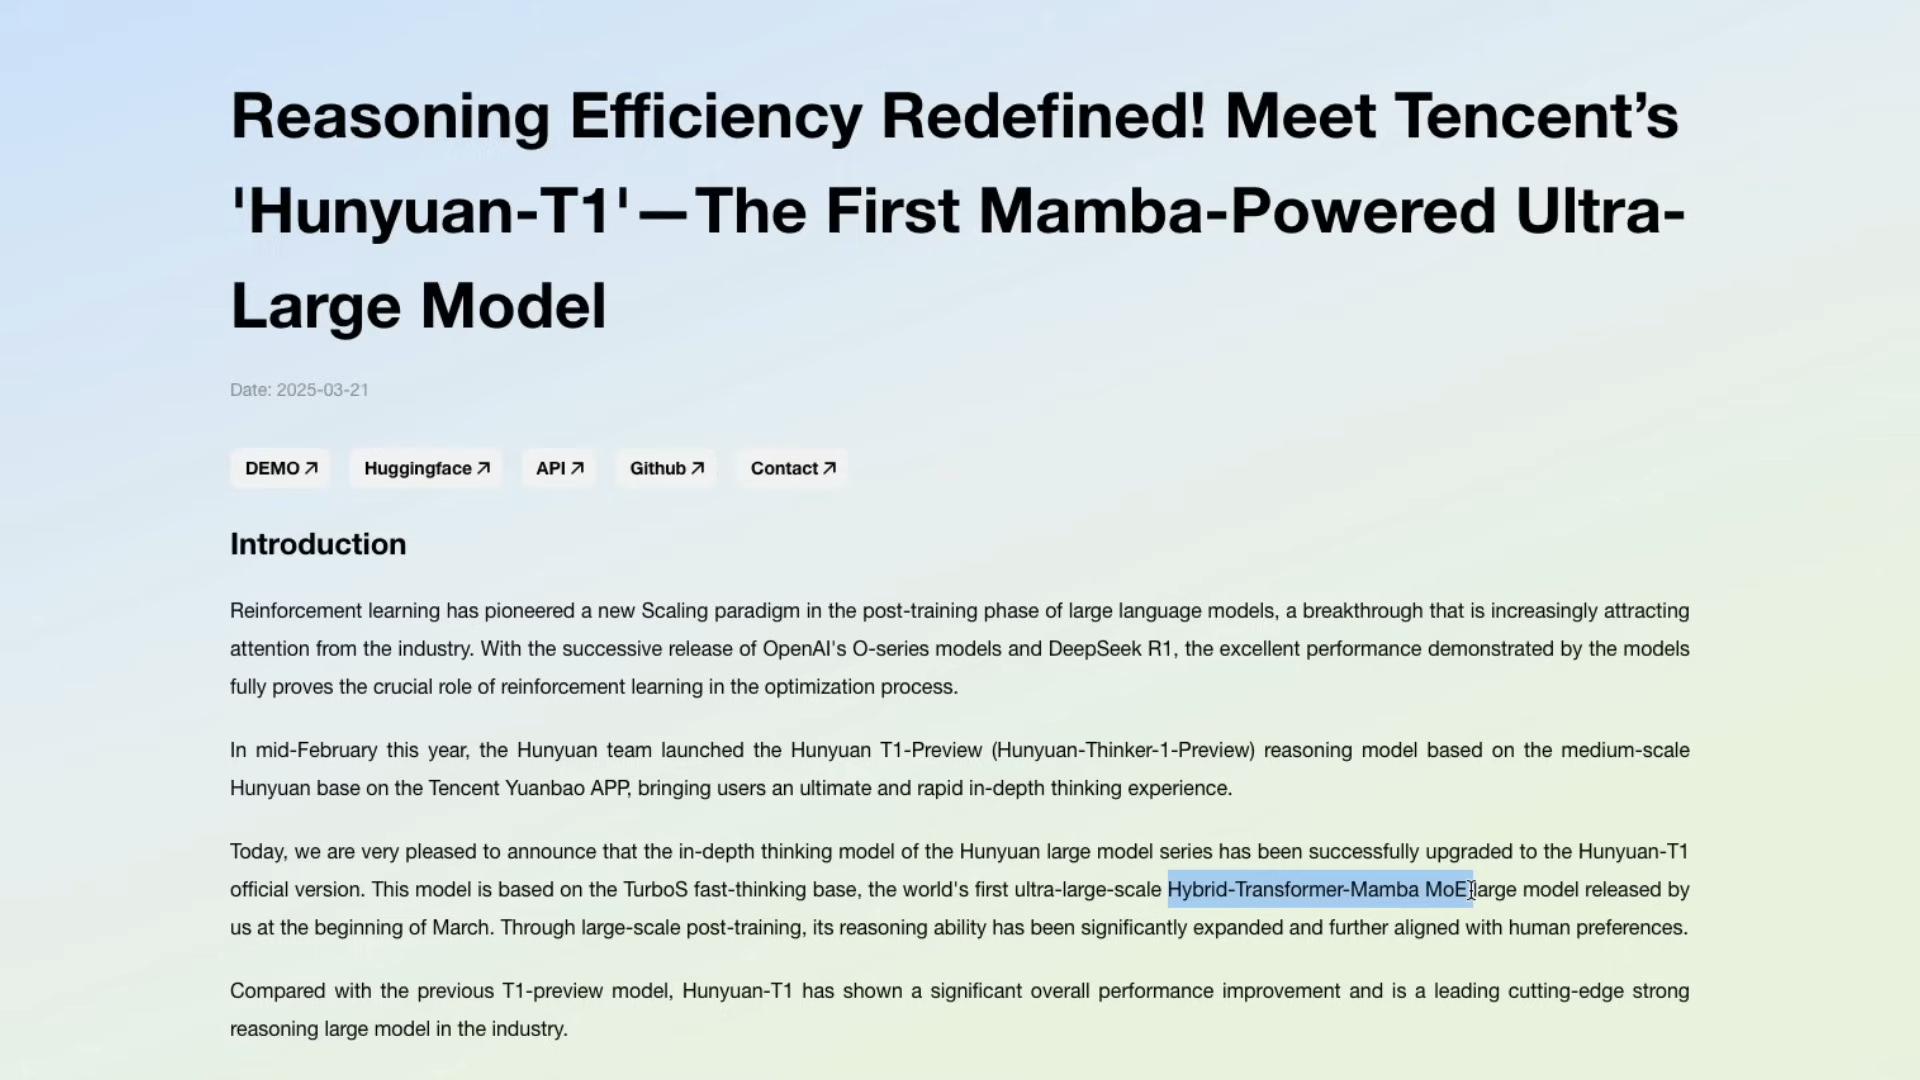 Reasoning Efficiency Redefined! Meet Tencent’s
'Hunyuan-T1'—The First Mamba-Powered Ultra-
Large Model
Date: 2025-03-21
DEMO Huggingface API Github Contact
Introduction
Reinforcement learning has pioneered a new Scaling paradigm in the post-training phase of large language models, a breakthrough that is increasingly attracting
attention from the industry. With the successive release of OpenAI's O-series models and DeepSeek R1, the excellent performance demonstrated by the models
fully proves the crucial role of reinforcement learning in the optimization process.
In mid-February this year, the Hunyuan team launched the Hunyuan T1-Preview (Hunyuan-Thinker-1-Preview) reasoning model based on the medium-scale
Hunyuan base on the Tencent Yuanbao APP, bringing users an ultimate and rapid in-depth thinking experience.
Today, we are very pleased to announce that the in-depth thinking model of the Hunyuan large model series has been successfully upgraded to the Hunyuan-T1
official version. This model is based on the TurboS fast-thinking base, the world's first ultra-large-scale Hybrid-Transformer-Mamba MoE large model released by
us at the beginning of March. Through large-scale post-training, its reasoning ability has been significantly expanded and further aligned with human preferences.
Compared with the previous T1-preview model, Hunyuan-T1 has shown a significant overall performance improvement and is a leading cutting-edge strong
reasoning large model in the industry.